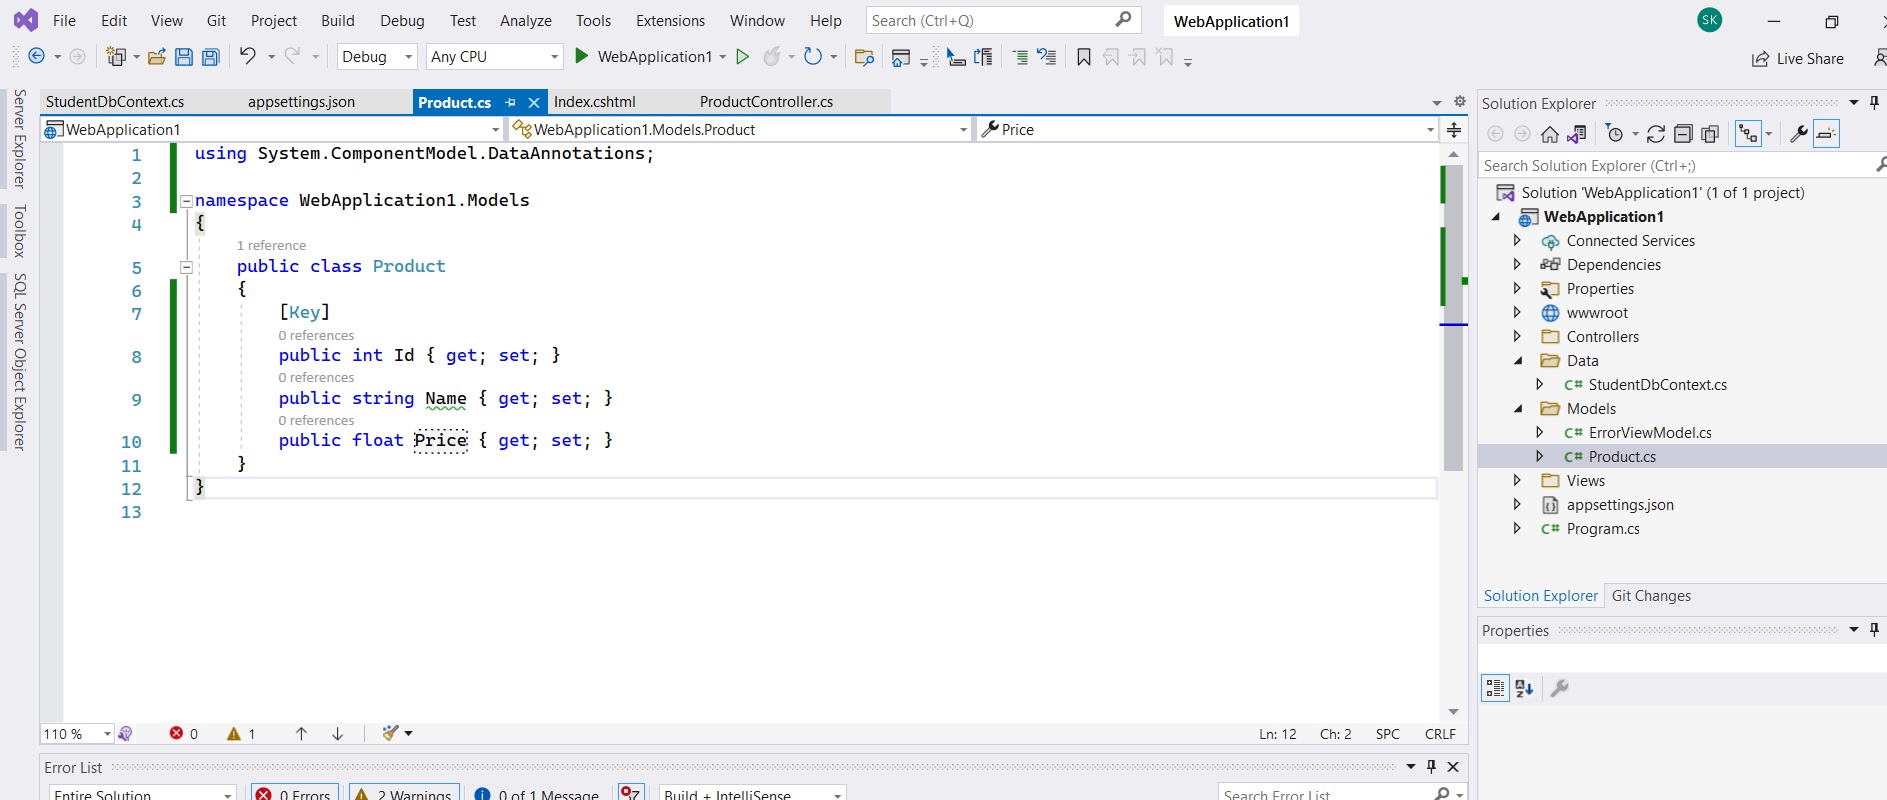 File Edit View Git Project Build Debug Test Analyze Tools Extensions Window Help Search (Ctrl+Q) WebApplication1 SK
Debug Any CPU WebApplication1 Live Share
Server Explorer
Toolbox
SQL Server Object Explorer
StudentDbContext.cs appsettings.json Product.cs Index.cshtml ProductController.cs
WebApplication1 WebApplication1.Models.Product Price
1 using System.ComponentModel.DataAnnotations;
2
3 namespace WebApplication1.Models
4 {
1 reference
5 public class Product
6 {
7 [Key]
0 references
8 public int Id { get; set; }
0 references
9 public string Name { get; set; }
0 references
10 public float Price { get; set; }
11 }
12 }
13
110 % 0 1 Ln: 12 Ch: 2 SPC CRLF
Error List
Entire Solution 0 Errors 2 Warnings 0 of 1 Message Build + IntelliSense Search Error List
Solution Explorer
Search Solution Explorer (Ctrl+;)
Solution 'WebApplication1' (1 of 1 project)
WebApplication1
Connected Services
Dependencies
Properties
wwwroot
Controllers
Data
C# StudentDbContext.cs
Models
C# ErrorViewModel.cs
C# Product.cs
Views
appsettings.json
C# Program.cs
Solution Explorer Git Changes
Properties